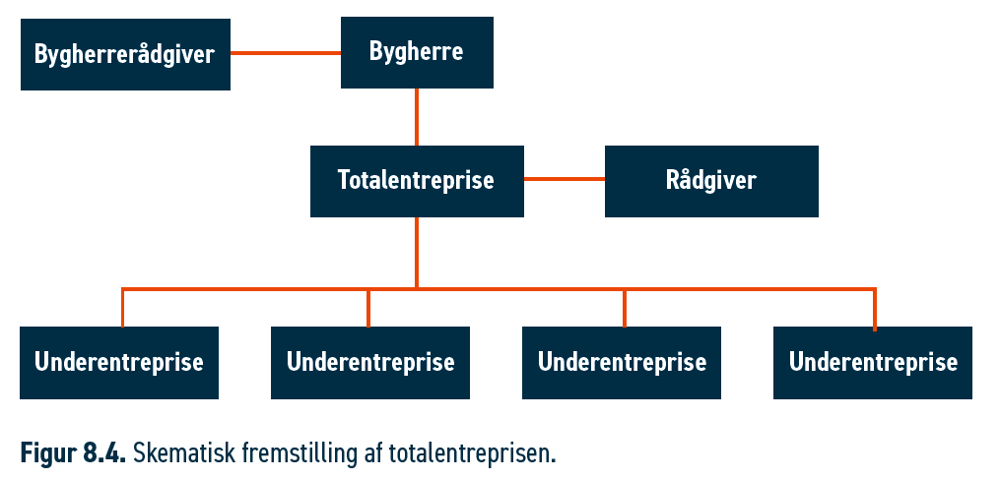 Bygherrerådgiver
Bygherre
Totalentreprise
Rådgiver
Underentreprise
Underentreprise
Underentreprise
Underentreprise
Figur 8.4. Skematisk fremstilling af totalentreprisen.